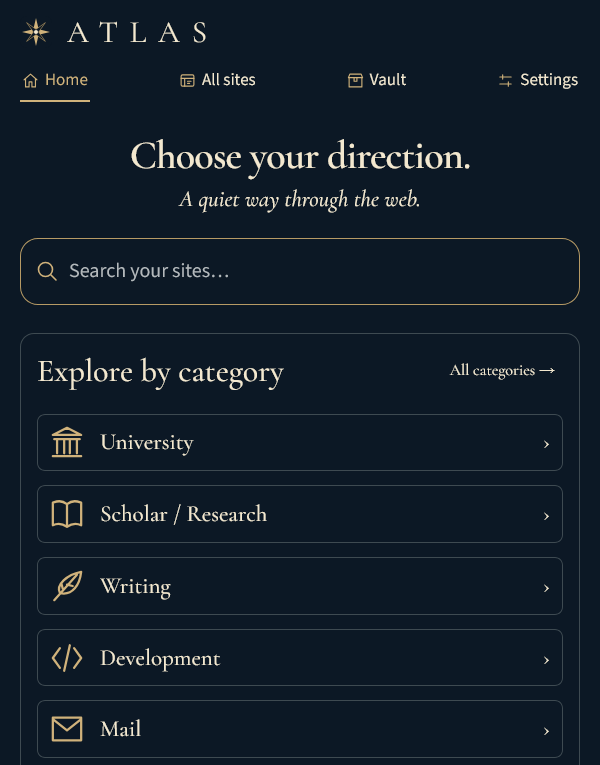 ATLAS
Home All sites Vault Settings
Choose your direction.
A quiet way through the web.
Search your sites...
Explore by category
All categories →
University ›
Scholar / Research ›
Writing ›
Development ›
Mail ›